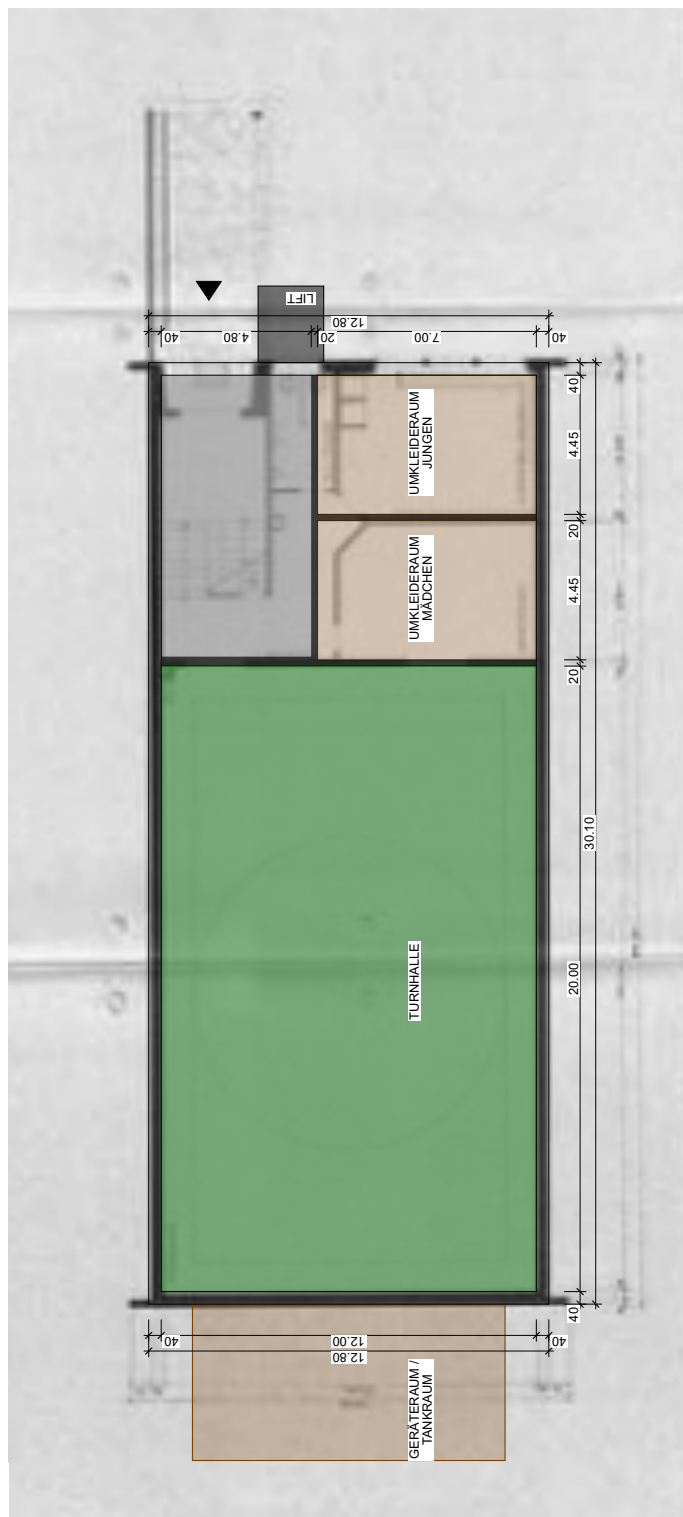 LIFT
12.80
40
4.80
20
7.00
40
UMKLEIDERAUM
JUNGEN
40
4.45
20
UMKLEIDERAUM
MÄDCHEN
4.45
20
30.10
TURNHALLE
20.00
40
40
12.00
40
12.80
GERÄTERAUM /
TANKRAUM